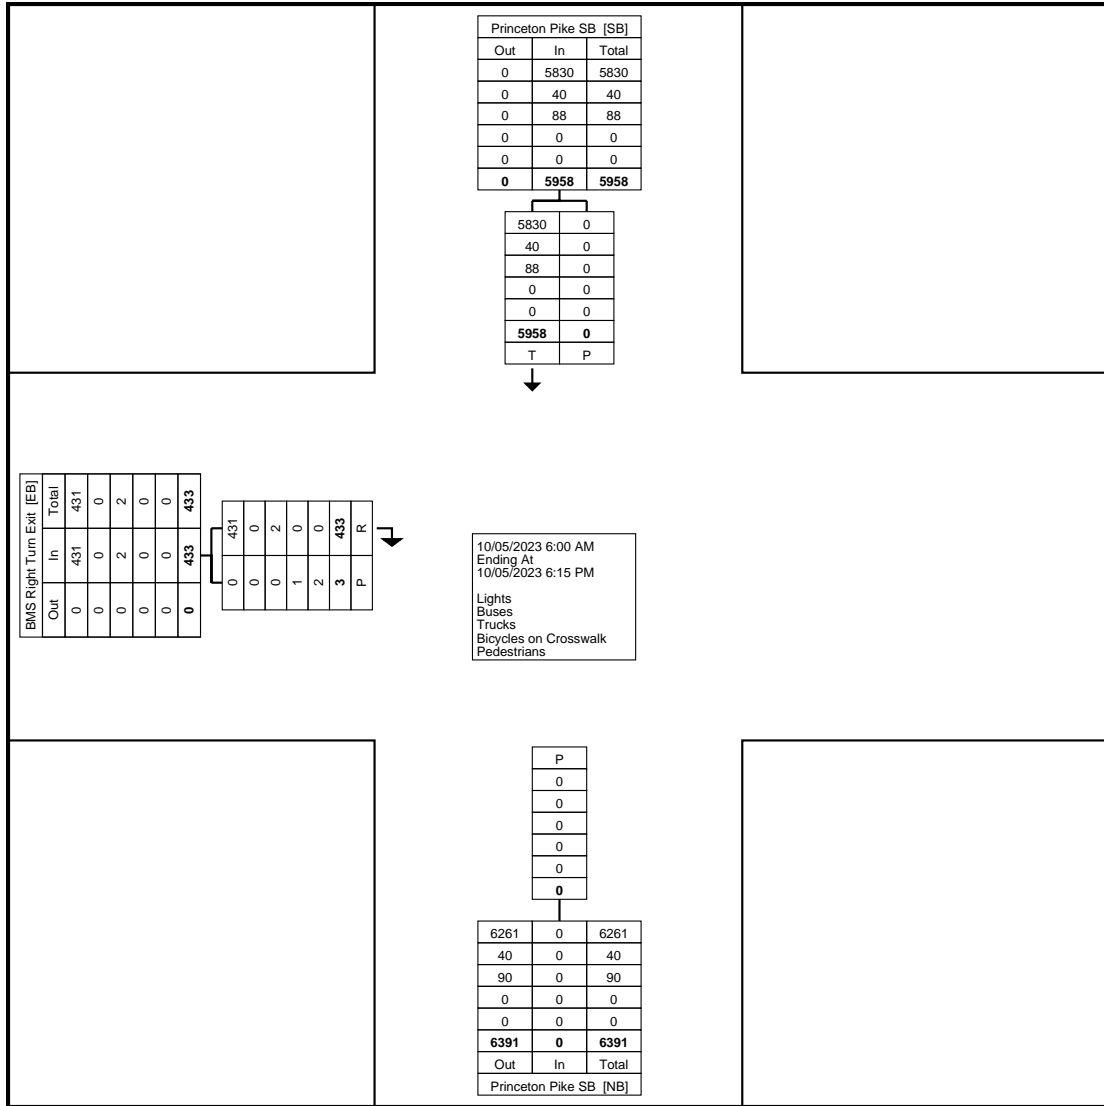 Princeton Pike SB [SB]
Out In Total
0 5830 5830
0 40 40
0 88 88
0 0 0
0 0 0
0 5958 5958
5830 0
40 0
88 0
0 0
0 0
5958 0
T P
BMS Right Turn Exit [EB]
Out In Total
0 431 431
0 0 0
0 2 2
0 0 0
0 0 0
0 433 433
0 431
0 0
0 2
1 0
2 0
3 433
P R
10/05/2023 6:00 AM
Ending At
10/05/2023 6:15 PM
Lights
Buses
Trucks
Bicycles on Crosswalk
Pedestrians
P
0
0
0
0
0
0
6261 0 6261
40 0 40
90 0 90
0 0 0
0 0 0
6391 0 6391
Out In Total
Princeton Pike SB [NB]